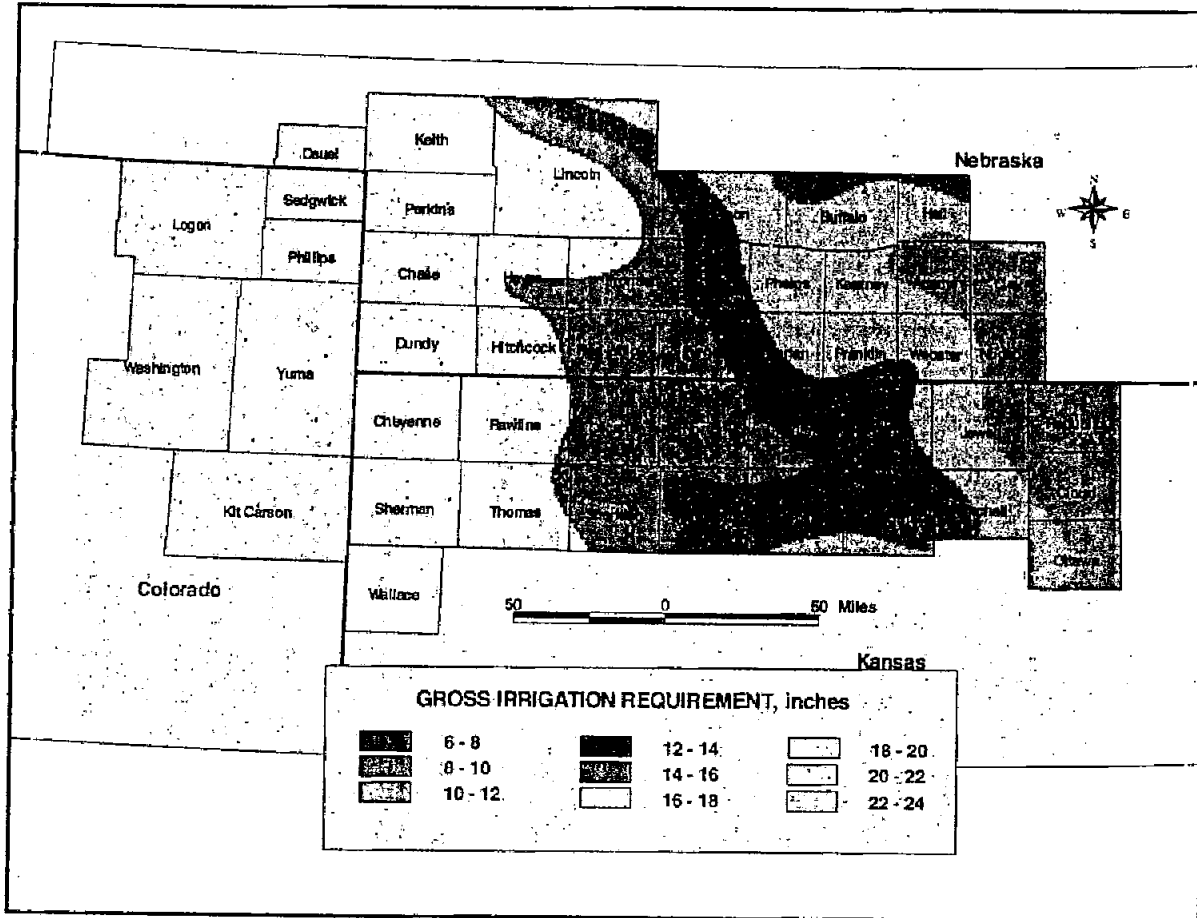 Nebraska
N
W E
S
Keith
Deuel
Lincoln
Sedgwick
Perkins
Logan
Buffalo
Hall
Phillips
Chase
Hayes
Phelps
Kearney
Dundy
Hitchcock
Franklin
Webster
Washington
Yuma
Cheyenne
Rawlins
Kit Carson
Sherman
Thomas
Cloud
Ottawa
Wallace
Colorado
50 0 50 Miles
Kansas
GROSS IRRIGATION REQUIREMENT, inches
6 - 8 12 - 14 18 - 20
8 - 10 14 - 16 20 - 22
10 - 12 16 - 18 22 - 24